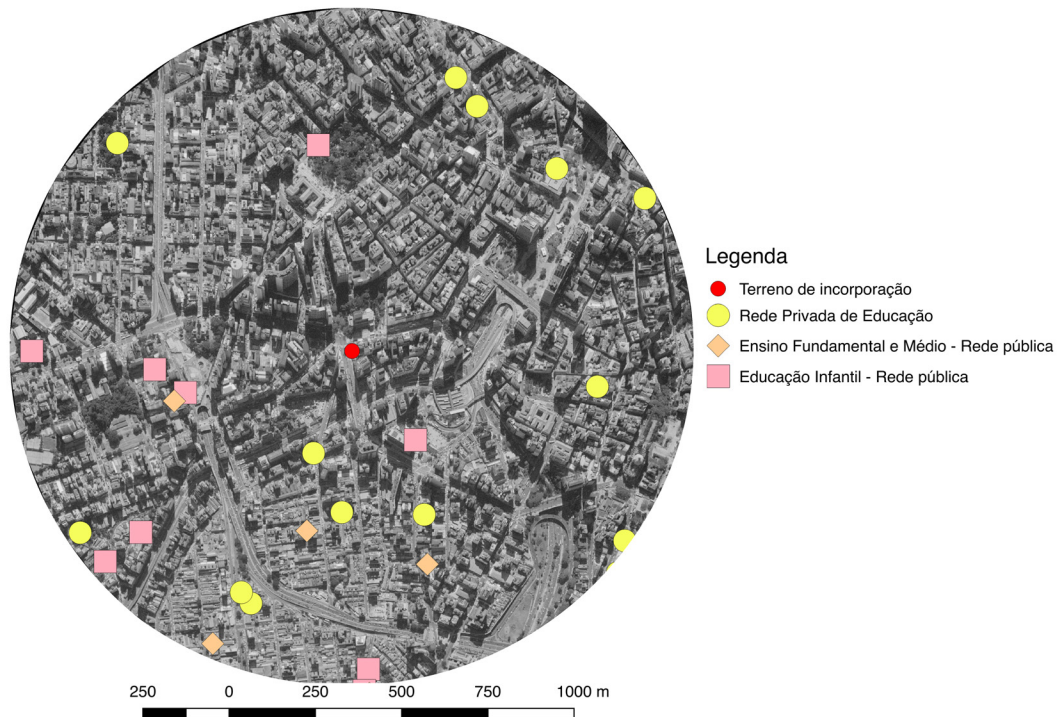 Legenda
Terreno de incorporação
Rede Privada de Educação
Ensino Fundamental e Médio - Rede pública
Educação Infantil - Rede pública
250 0 250 500 750 1000 m